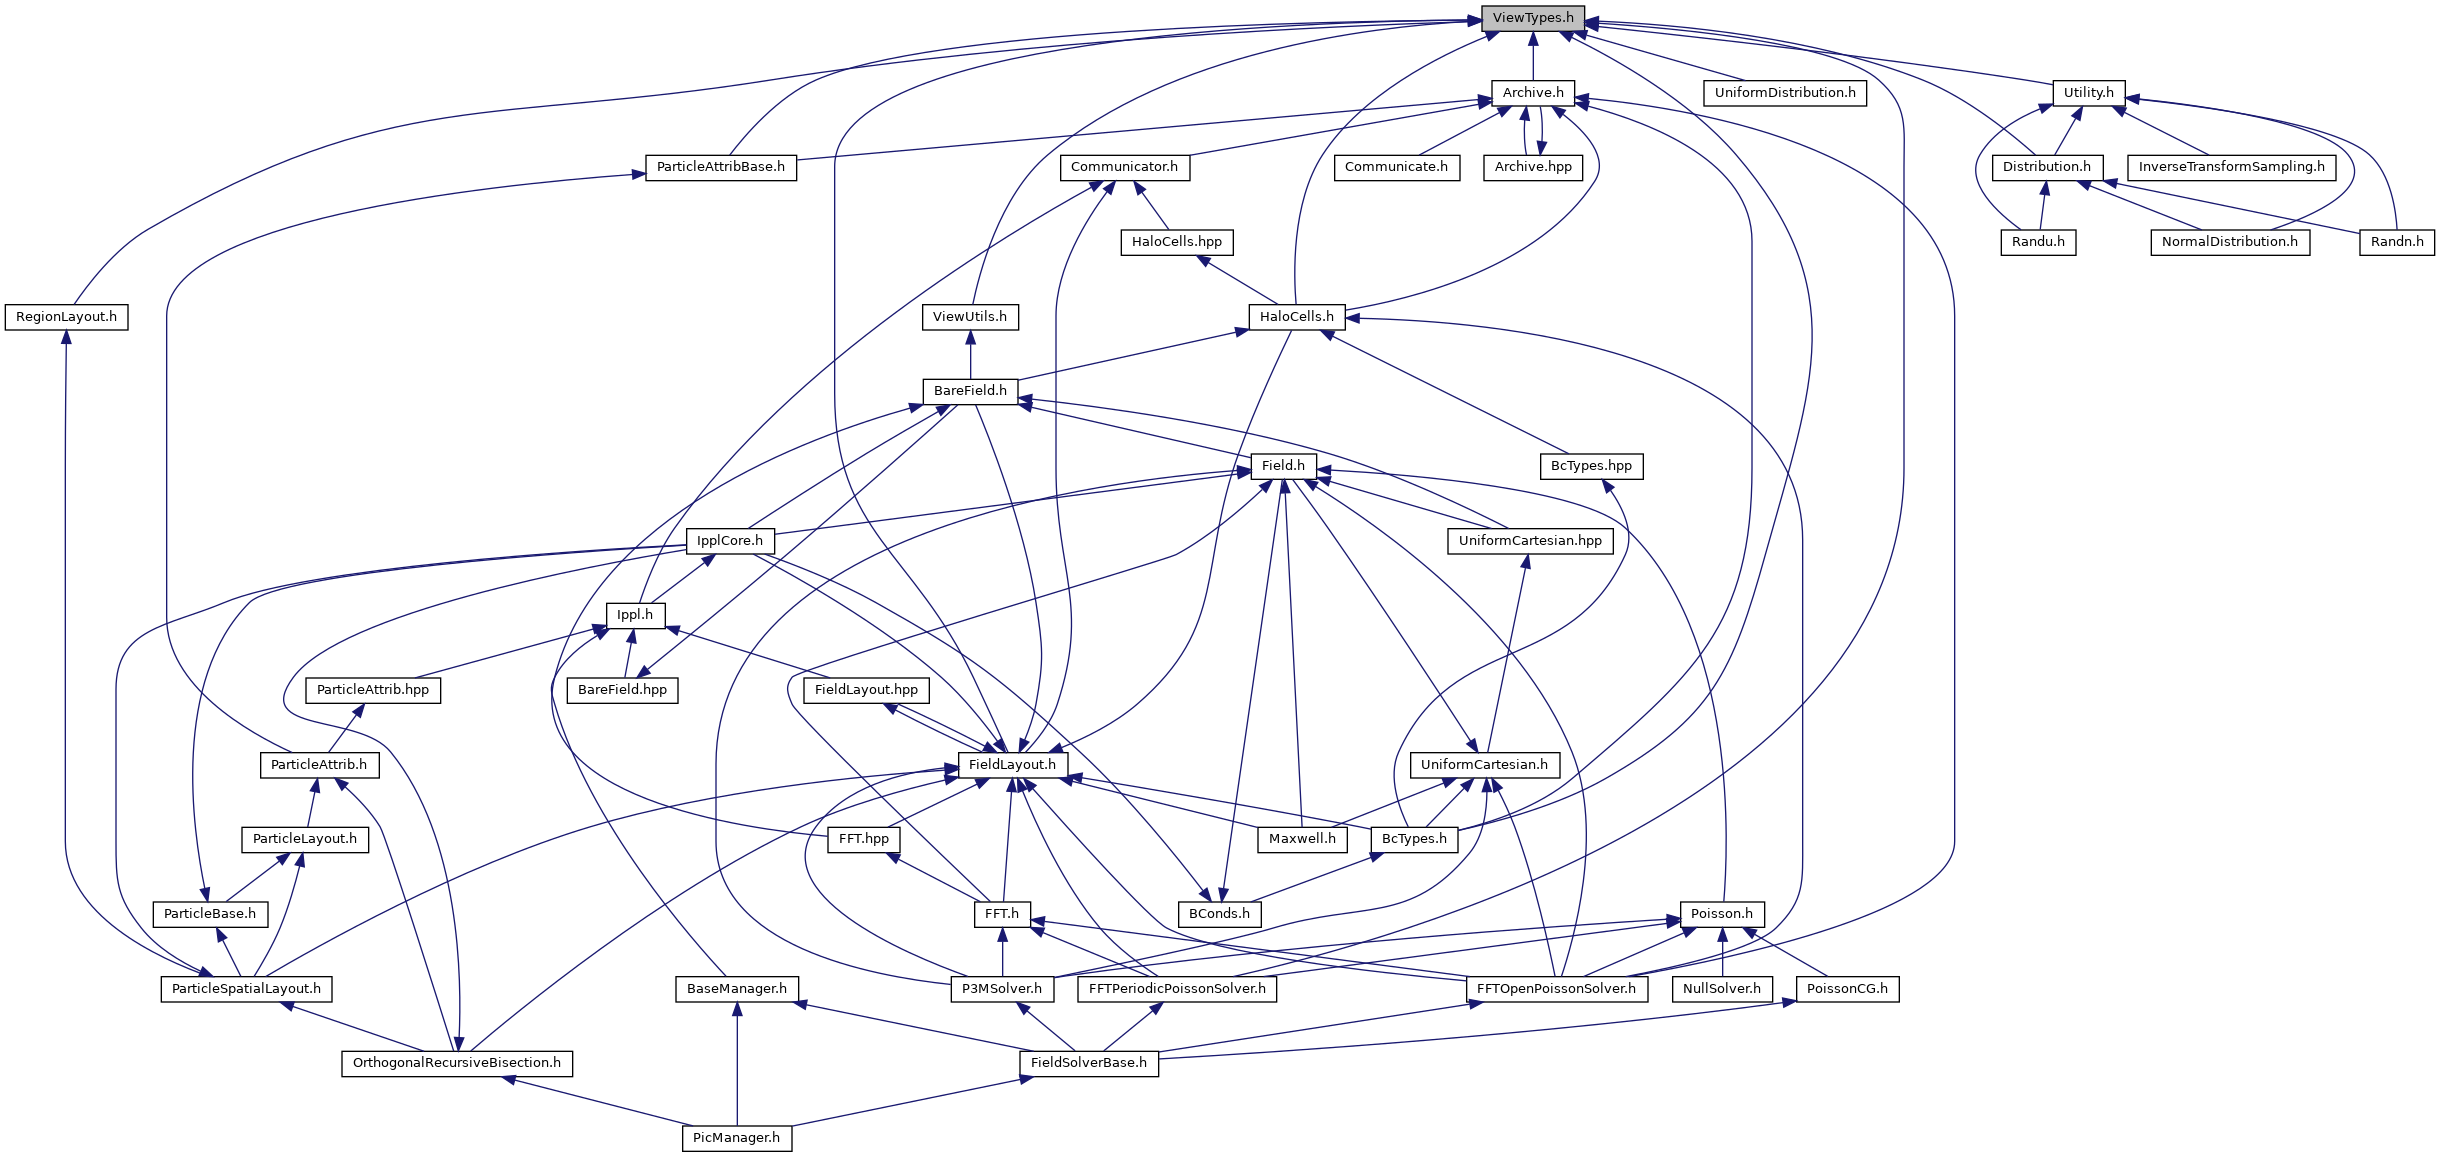 ViewTypes.h
Archive.h
UniformDistribution.h
Utility.h
ParticleAttribBase.h
Communicator.h
Communicate.h
Archive.hpp
Distribution.h
InverseTransformSampling.h
HaloCells.hpp
Randu.h
NormalDistribution.h
Randn.h
RegionLayout.h
ViewUtils.h
HaloCells.h
BareField.h
Field.h
BcTypes.hpp
IpplCore.h
UniformCartesian.hpp
Ippl.h
ParticleAttrib.hpp
BareField.hpp
FieldLayout.hpp
ParticleAttrib.h
FieldLayout.h
UniformCartesian.h
ParticleLayout.h
FFT.hpp
Maxwell.h
BcTypes.h
ParticleBase.h
FFT.h
BConds.h
Poisson.h
ParticleSpatialLayout.h
BaseManager.h
P3MSolver.h
FFTPeriodicPoissonSolver.h
FFTOpenPoissonSolver.h
NullSolver.h
PoissonCG.h
OrthogonalRecursiveBisection.h
FieldSolverBase.h
PicManager.h